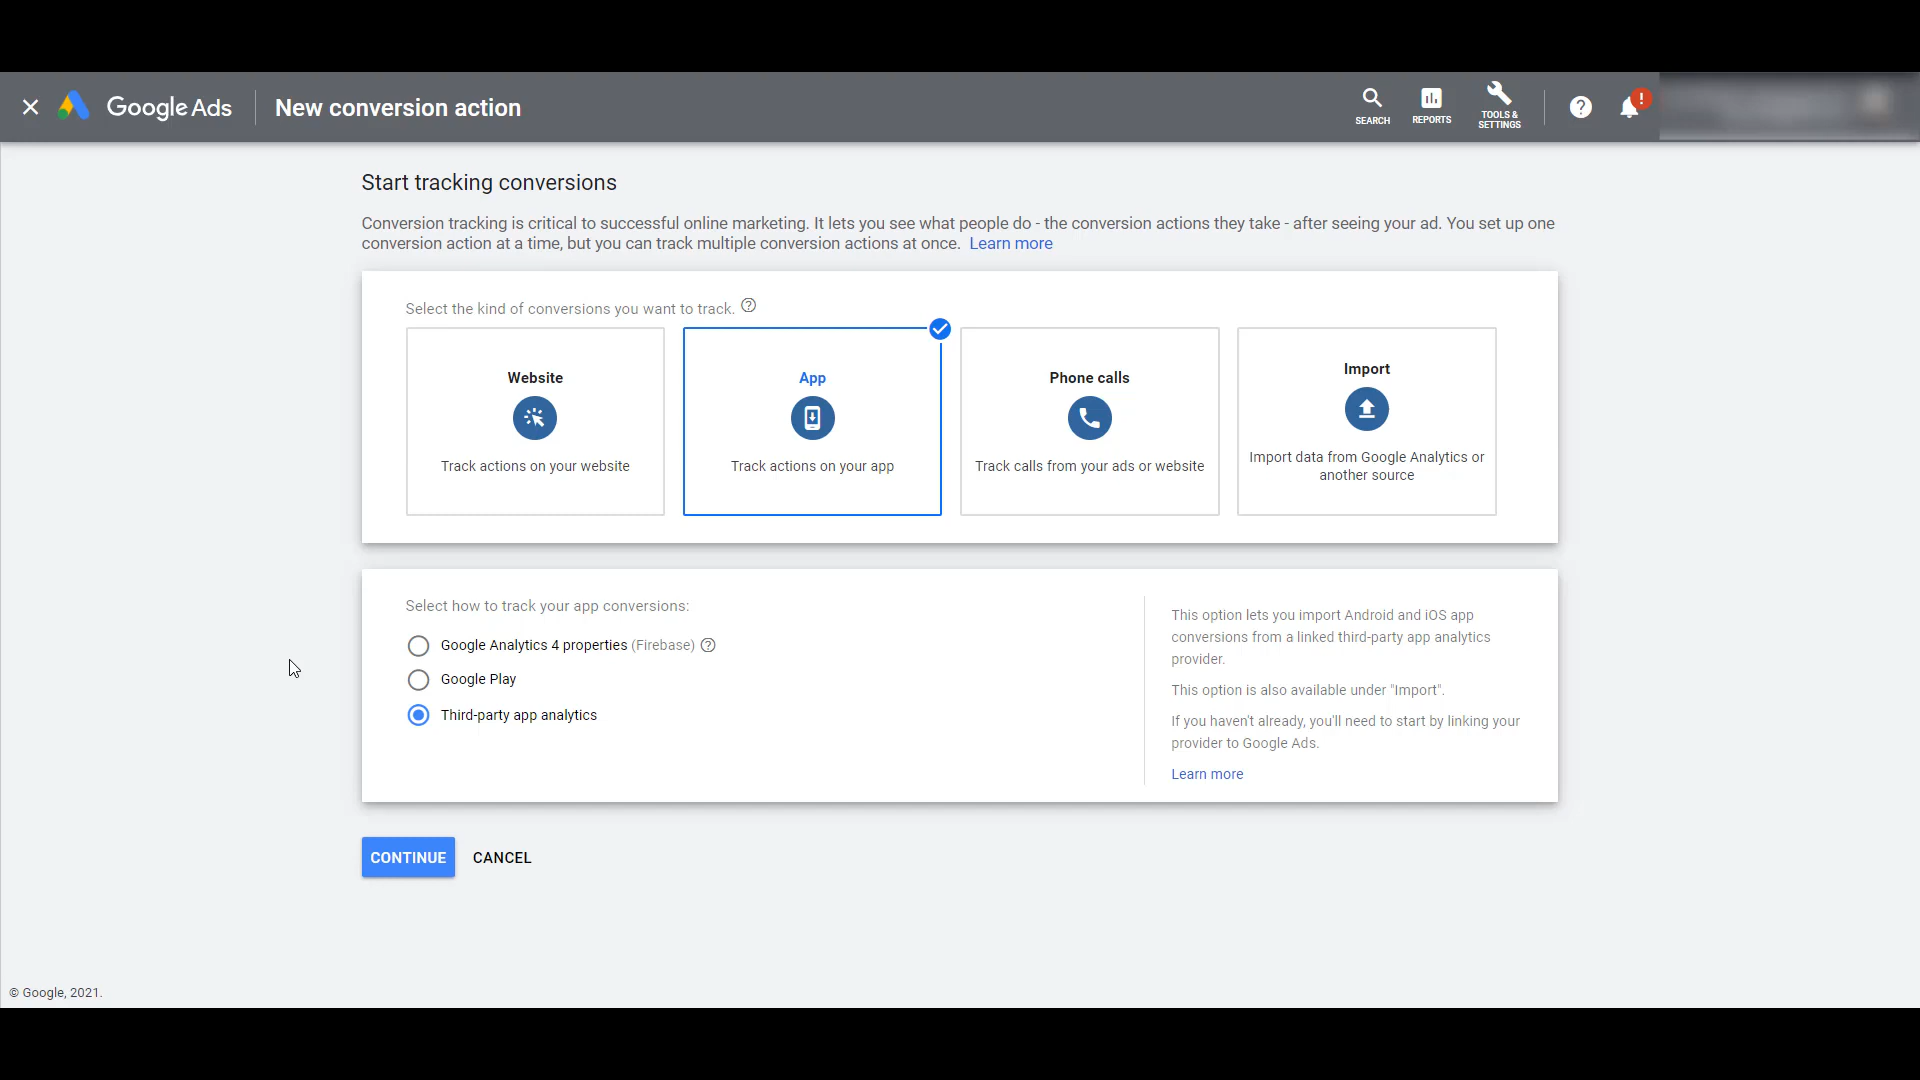 Google Ads
New conversion action
SEARCH
REPORTS
TOOLS &
SETTINGS
Start tracking conversions
Conversion tracking is critical to successful online marketing. It lets you see what people do - the conversion actions they take - after seeing your ad. You set up one
conversion action at a time, but you can track multiple conversion actions at once. Learn more
Select the kind of conversions you want to track.
Website
Track actions on your website
App
Track actions on your app
Phone calls
Track calls from your ads or website
Import
Import data from Google Analytics or
another source
Select how to track your app conversions:
Google Analytics 4 properties (Firebase)
Google Play
Third-party app analytics
This option lets you import Android and iOS app
conversions from a linked third-party app analytics
provider.
This option is also available under "Import".
If you haven't already, you'll need to start by linking your
provider to Google Ads.
Learn more
CONTINUE
CANCEL
© Google, 2021.